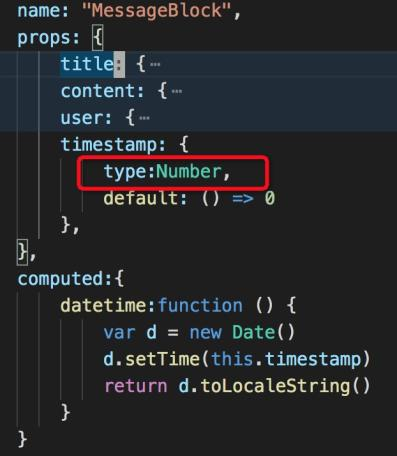 name: "MessageBlock",
props: {
title: {⋯
content: {⋯
user: {⋯
timestamp: {
type:Number,
default: () => 0
},
},
computed:{
datetime:function () {
var d = new Date()
d.setTime(this.timestamp)
return d.toLocaleString()
}
}